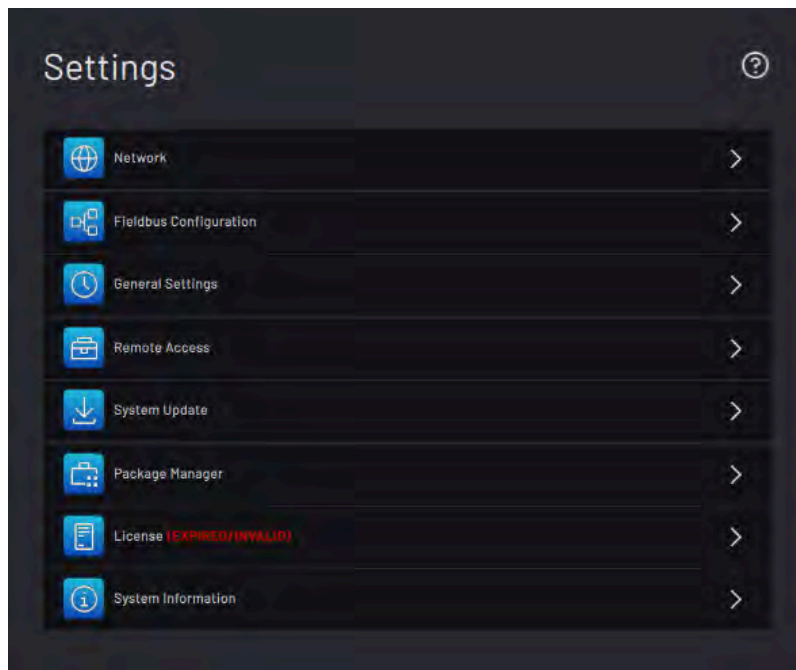 Settings
Network
Fieldbus Configuration
General Settings
Remote Access
System Update
Package Manager
License (EXPIRED/INVALID)
System Information